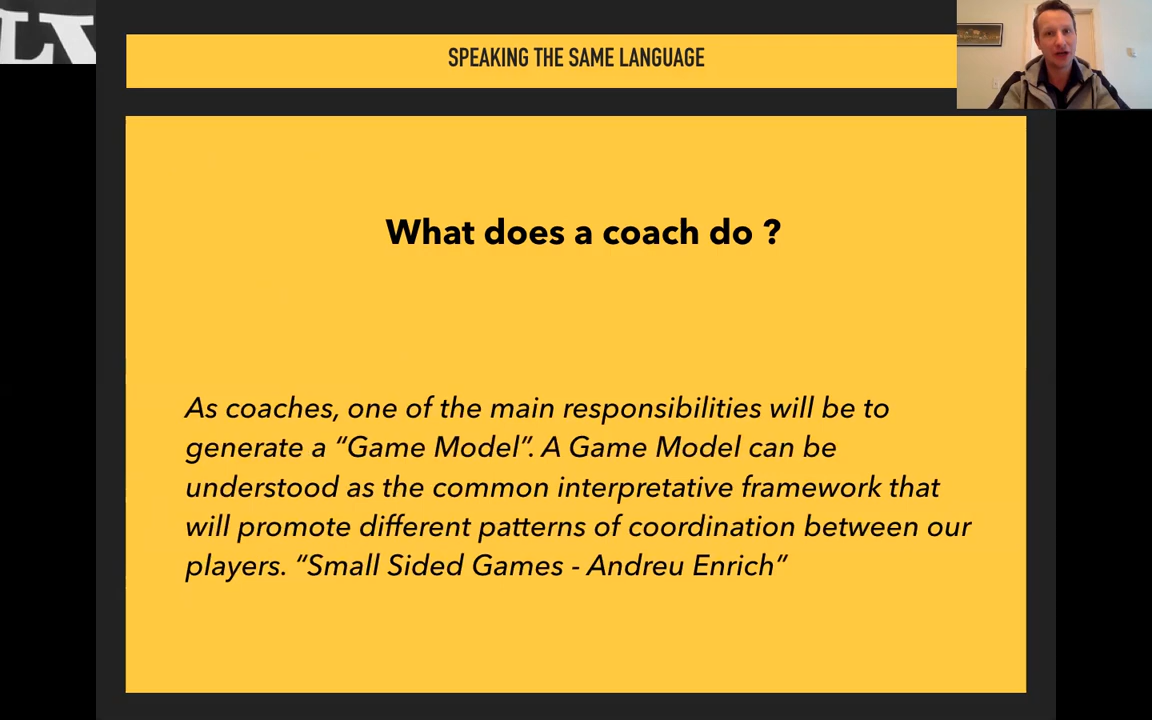 SPEAKING THE SAME LANGUAGE
What does a coach do ?
As coaches, one of the main responsibilities will be to
generate a “Game Model”. A Game Model can be
understood as the common interpretative framework that
will promote different patterns of coordination between our
players. “Small Sided Games - Andreu Enrich”